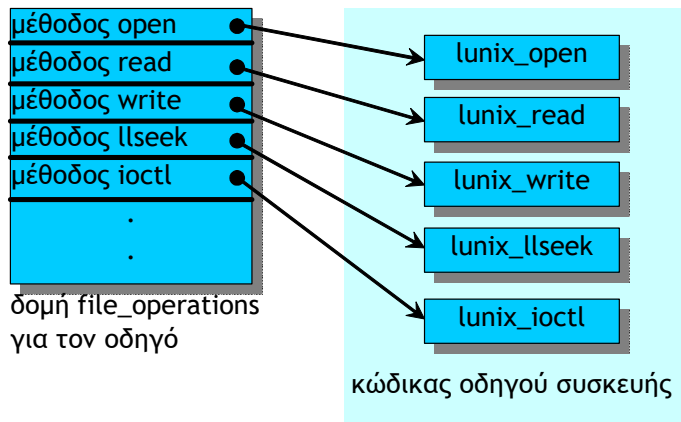 μέθοδος open
μέθοδος read
μέθοδος write
μέθοδος llseek
μέθοδος ioctl
.
.
δομή file_operations
για τον οδηγό
lunix_open
lunix_read
lunix_write
lunix_llseek
lunix_ioctl
κώδικας οδηγού συσκευής